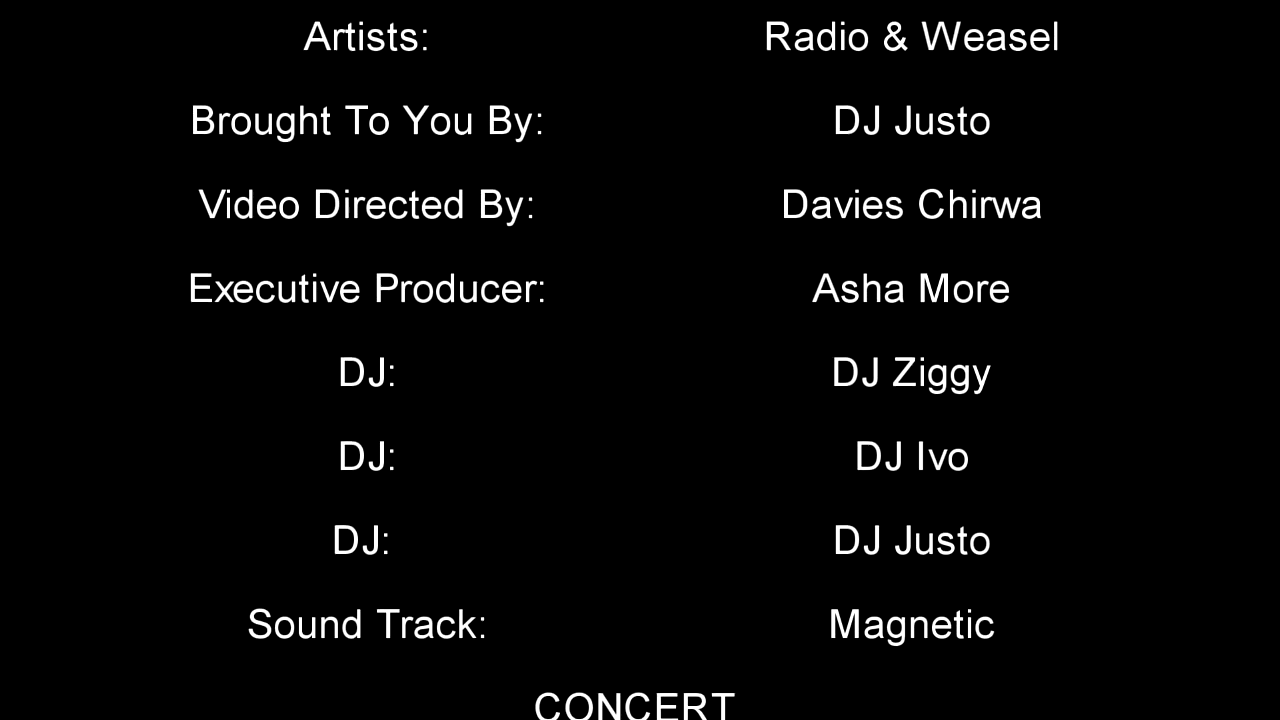 Artists: Radio & Weasel
Brought To You By: DJ Justo
Video Directed By: Davies Chirwa
Executive Producer: Asha More
DJ: DJ Ziggy
DJ: DJ Ivo
DJ: DJ Justo
Sound Track: Magnetic
CONCERT